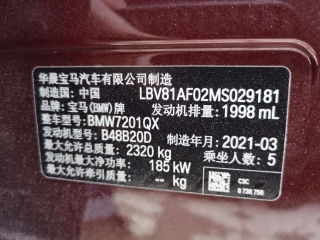 华晨宝马汽车有限公司制造
制造国: 中国 LBV81AF02MS029181
品牌: 宝马(BMW)牌 发动机排量: 1998 mL
整车型号: BMW7201QX
发动机型号: B48B20D 制造年月: 2021-03
最大允许总质量: 2320 kg 乘坐人数: 5
发动机最大净功率: 185 kW
最大允许牵引质量: -- kg
C3C